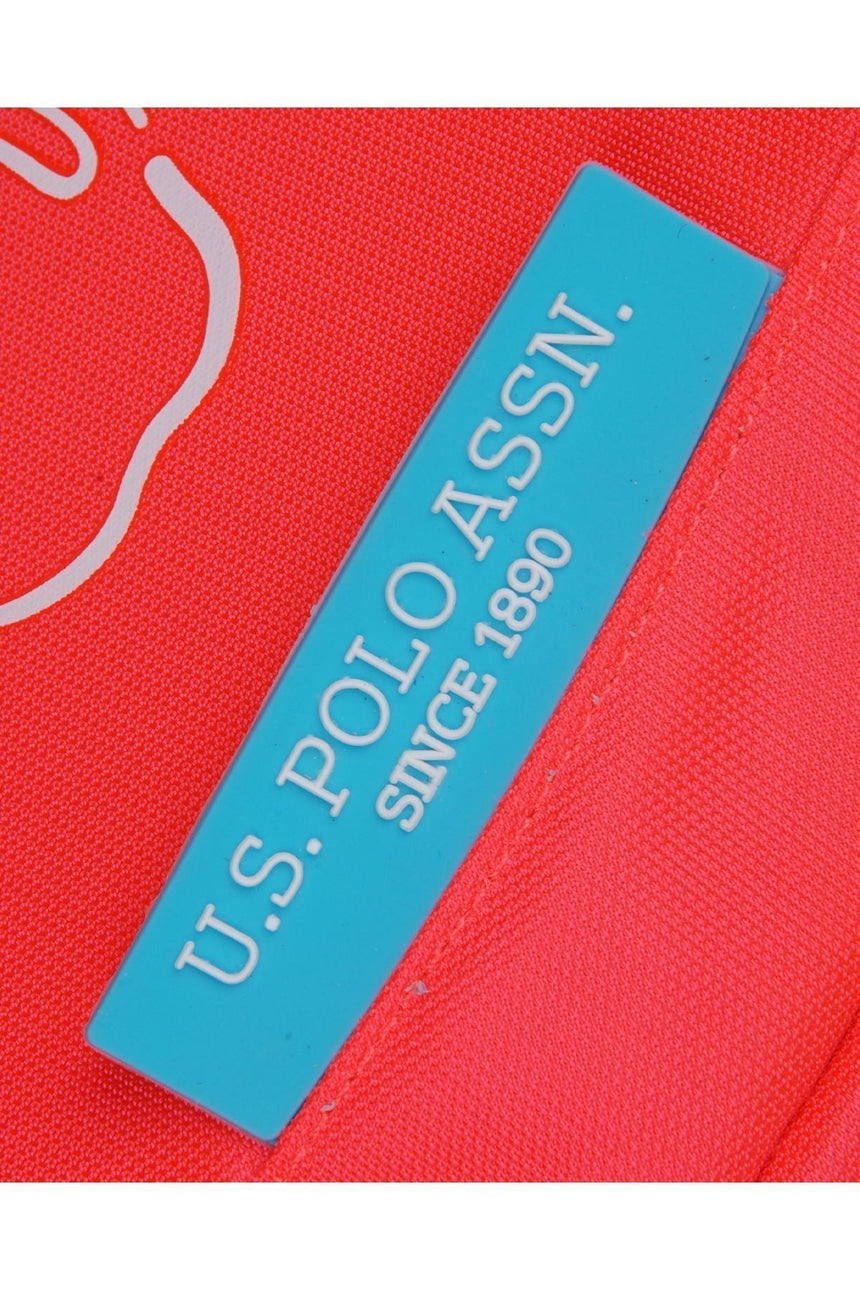 U.S. POLO ASSN.
SINCE 1890